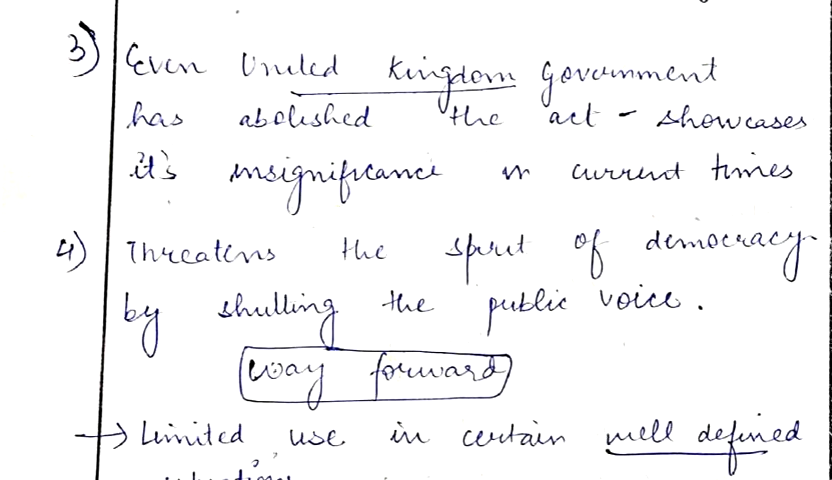 3) Even United Kingdom government
has abolished the act - showcases
it's insignificance in current times
4) Threatens the spirit of democracy
by shulling the public voice.
Way forward
→ Limited use in certain well defined